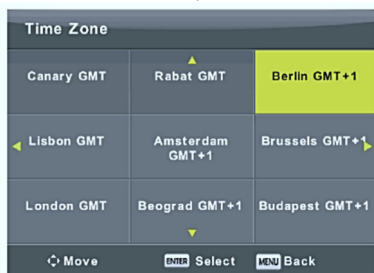 Time Zone
Canary GMT
Rabat GMT
Berlin GMT+1
Lisbon GMT
Amsterdam
GMT+1
Brussels GMT+1
London GMT
Beograd GMT+1
Budapest GMT+1
Move
ENTER Select
MENU Back